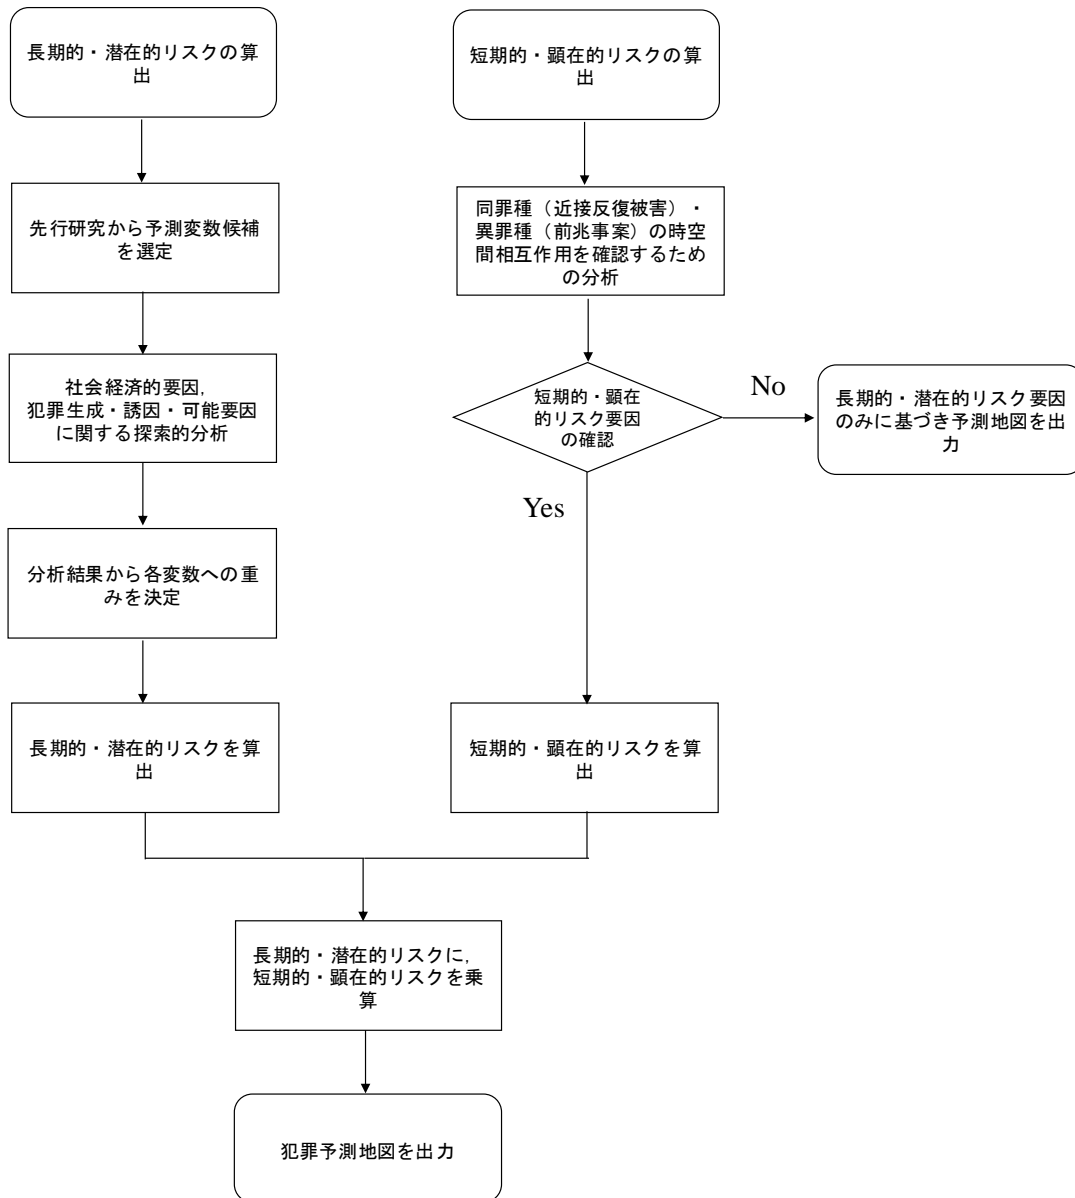 長期的・潜在的リスクの算
出
先行研究から予測変数候補
を選定
社会経済的要因,
犯罪生成・誘因・可能要因
に関する探索的分析
分析結果から各変数への重
みを決定
長期的・潜在的リスクを算
出
短期的・顕在的リスクの算
出
同罪種（近接反復被害）・
異罪種（前兆事案）の時空
間相互作用を確認するため
の分析
短期的・顕在
的リスク要因
の確認
No
長期的・潜在的リスク要因
のみに基づき予測地図を出
力
Yes
短期的・顕在的リスクを算
出
長期的・潜在的リスクに,
短期的・顕在的リスクを乗
算
犯罪予測地図を出力